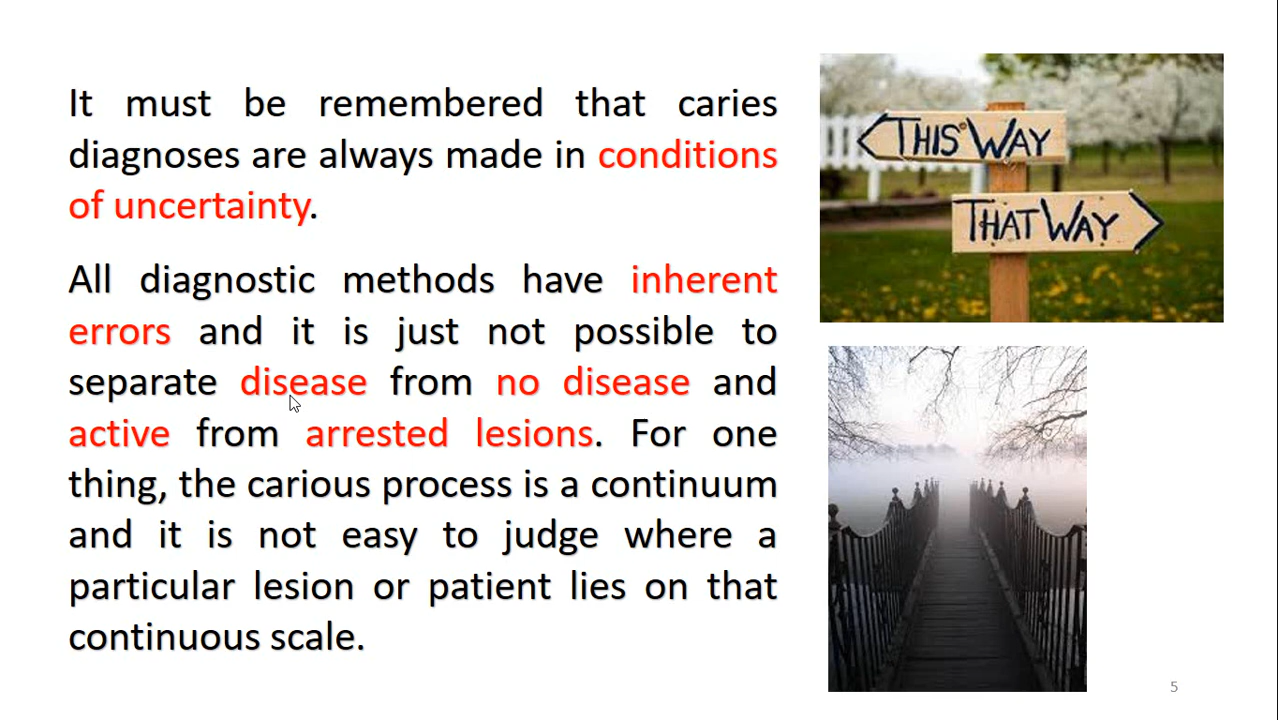 It must be remembered that caries
diagnoses are always made in conditions
of uncertainty.
All diagnostic methods have inherent
errors and it is just not possible to
separate disease from no disease and
active from arrested lesions. For one
thing, the carious process is a continuum
and it is not easy to judge where a
particular lesion or patient lies on that
continuous scale.
THIS WAY
THAT WAY
5